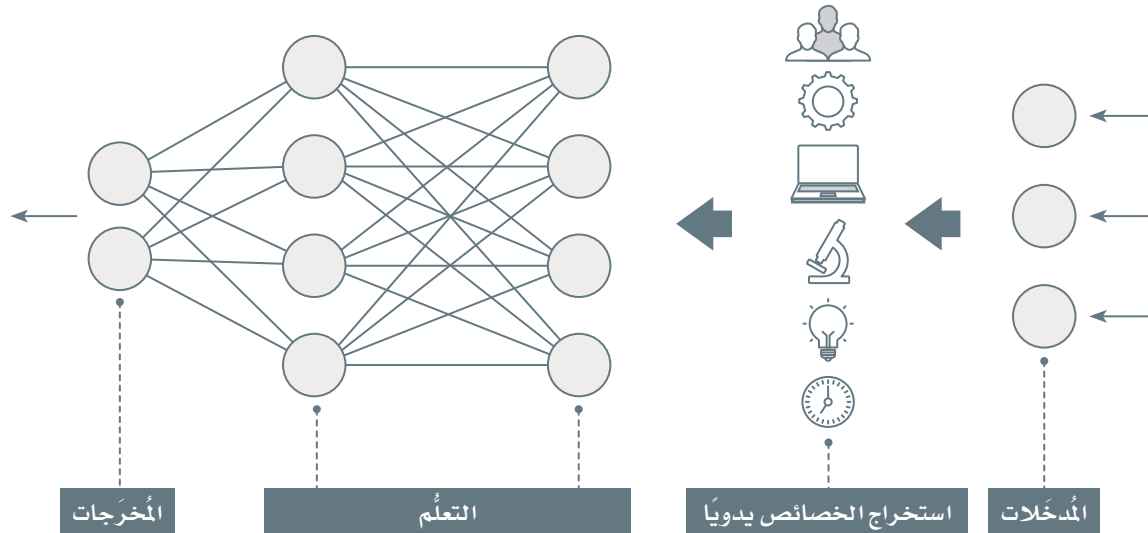 المُدخَلات
استخراج الخصائص يدويًا
التعلُّم
المُخرَجات